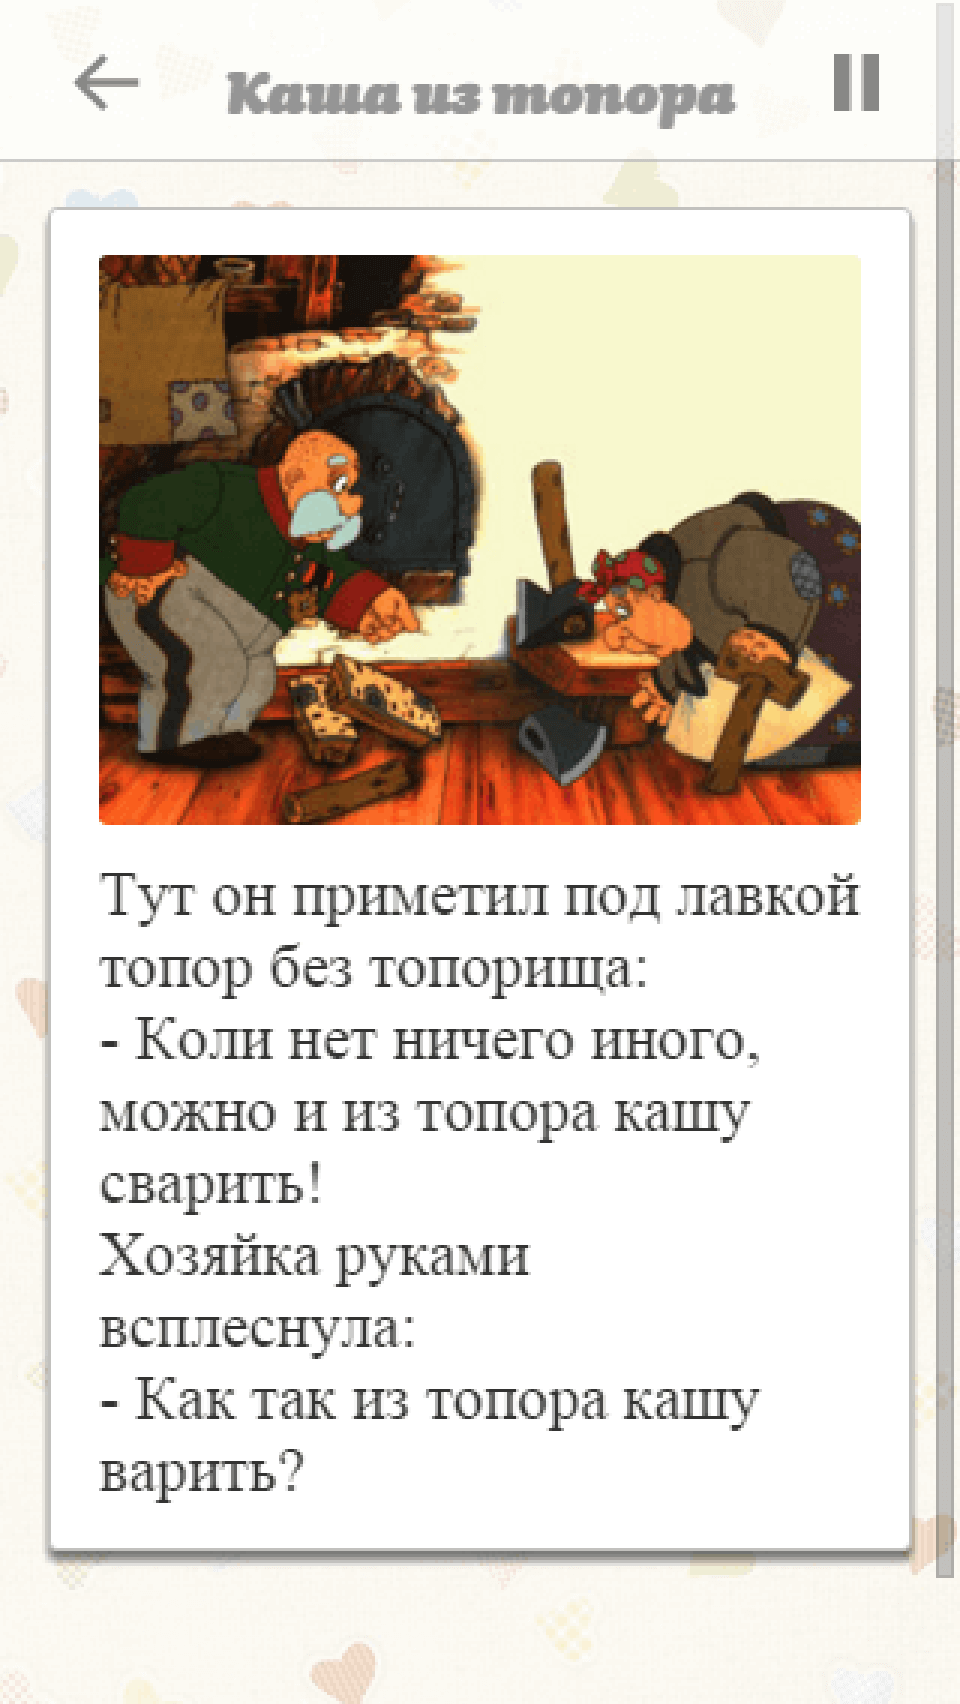 Каша из топора
Тут он приметил под лавкой
топор без топорища:
- Коли нет ничего иного,
можно и из топора кашу
сварить!
Хозяйка руками
всплеснула:
- Как так из топора кашу
варить?